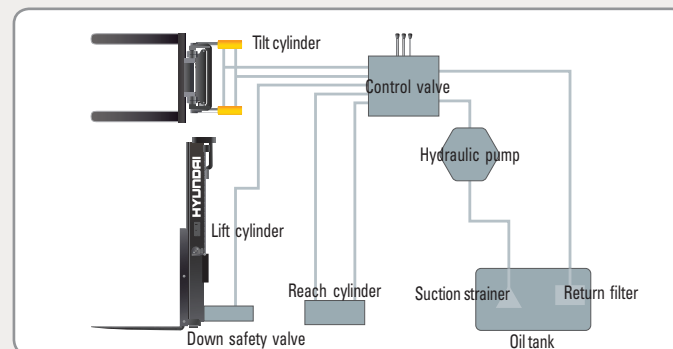 Tilt cylinder
Control valve
Hydraulic pump
HYUNDAI
Lift cylinder
Reach cylinder
Suction strainer
Return filter
Down safety valve
Oil tank